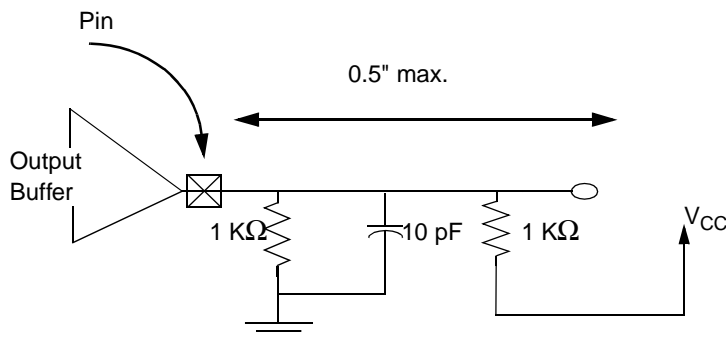 Pin
0.5" max.
Output
Buffer
1 KΩ
10 pF
1 KΩ
VCC